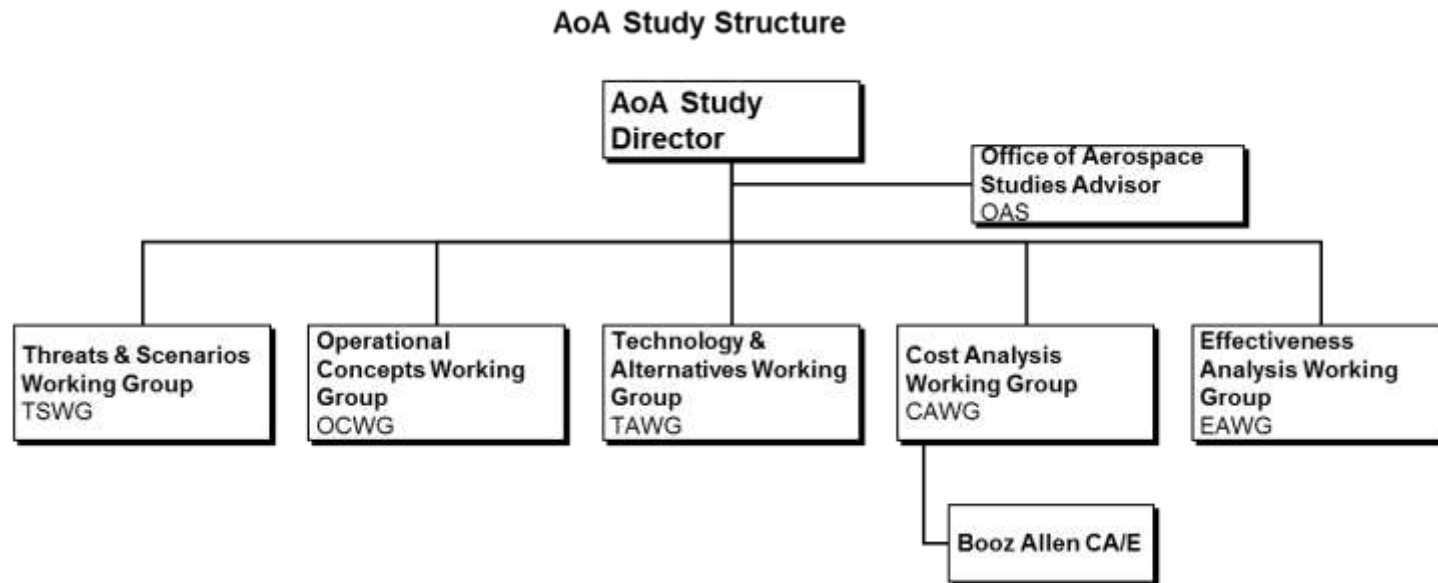 AoA Study Structure
AoA Study
Director
Office of Aerospace
Studies Advisor
OAS
Threats & Scenarios
Working Group
TSWG
Operational
Concepts Working
Group
OCWG
Technology &
Alternatives Working
Group
TAWG
Cost Analysis
Working Group
CAWG
Effectiveness
Analysis Working
Group
EAWG
Booz Allen CA/E